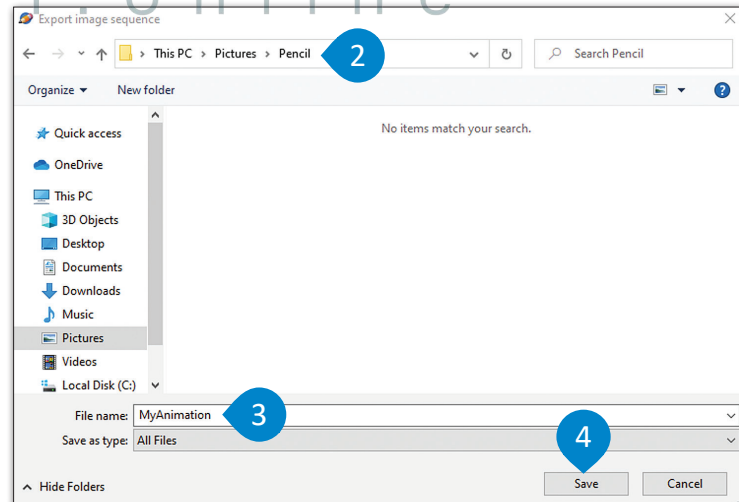 Export image sequence
This PC > Pictures > Pencil
2
Search Pencil
Organize
New folder
?
No items match your search.
Quick access
OneDrive
This PC
3D Objects
Desktop
Documents
Downloads
Music
Pictures
Videos
Local Disk (C:)
File name: MyAnimation
3
Save as type: All Files
4
Hide Folders
Save
Cancel